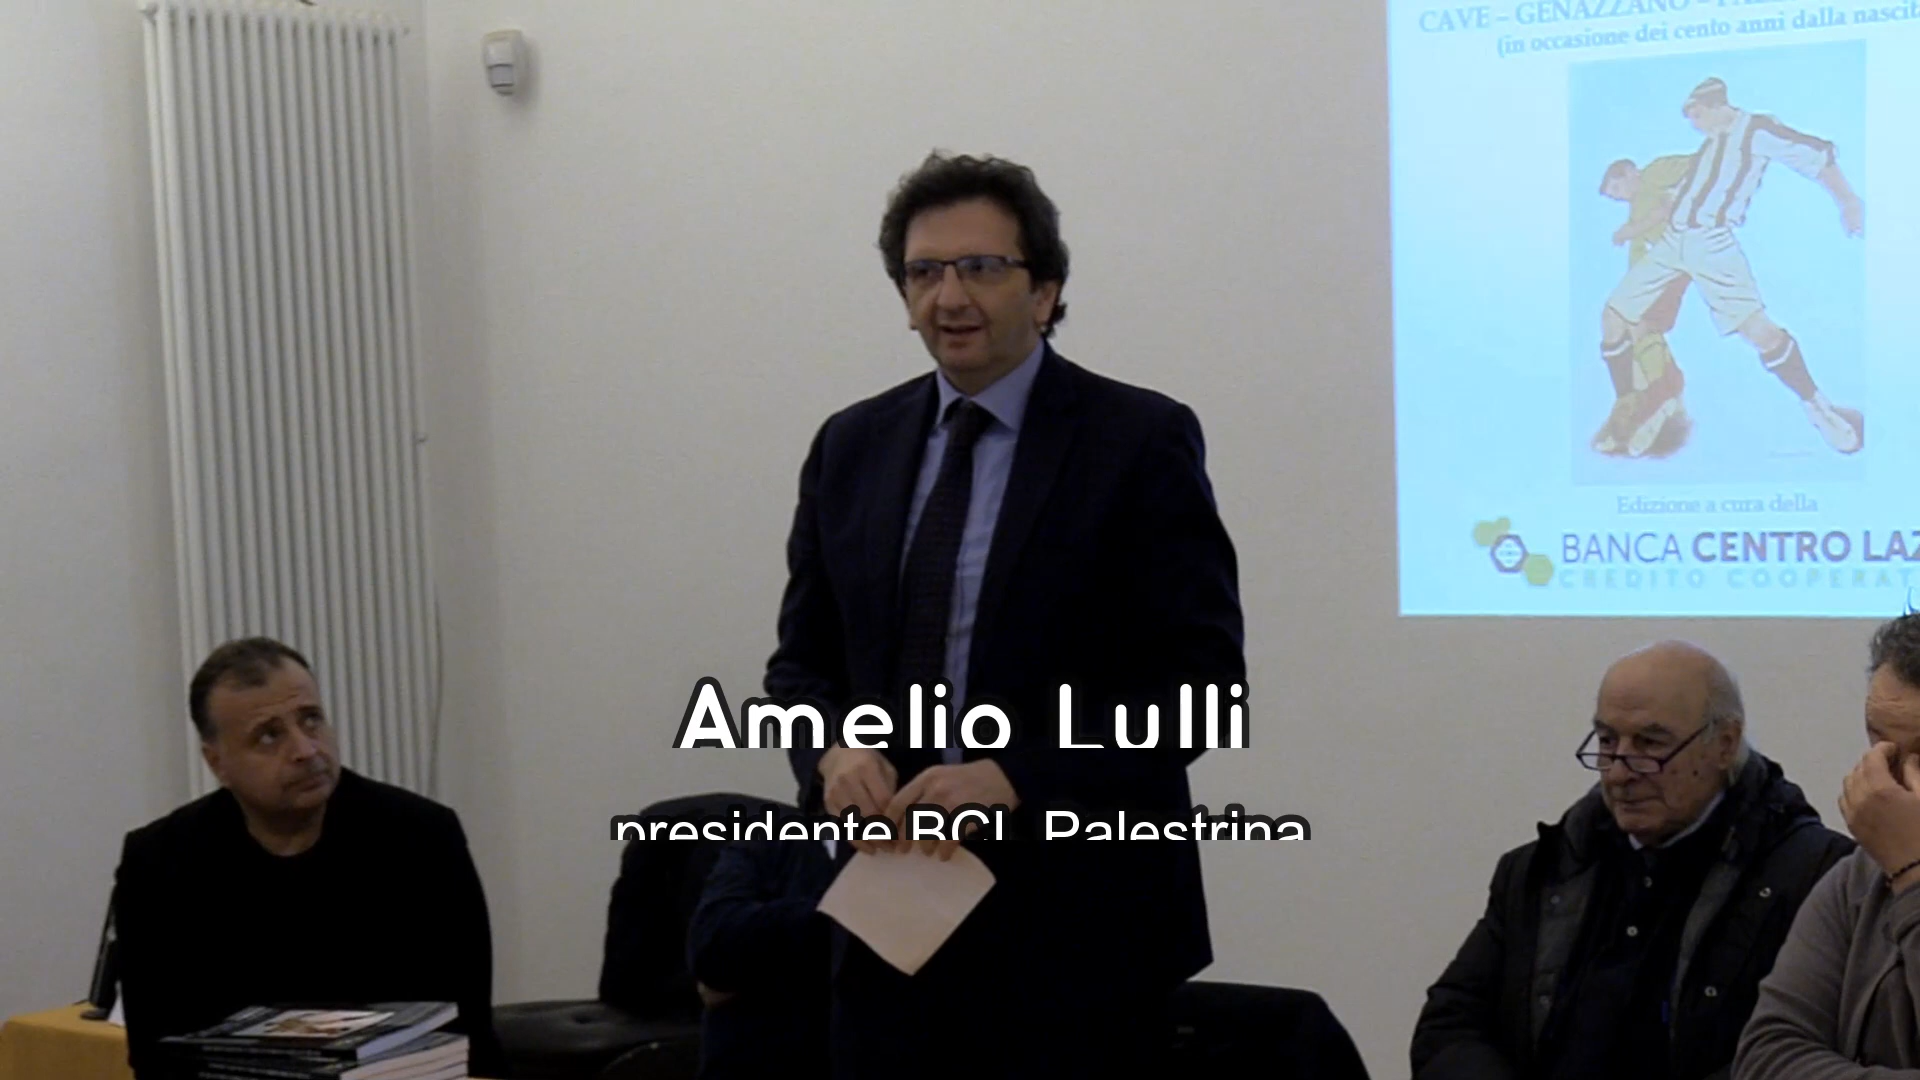 CAVE – GENAZZANO –
(in occasione dei cento anni dalla nascita
Edizione a cura della
BANCA CENTRO LAZ
CREDITO COOPERAT
Amelio Lulli
presidente BCL Palestrina